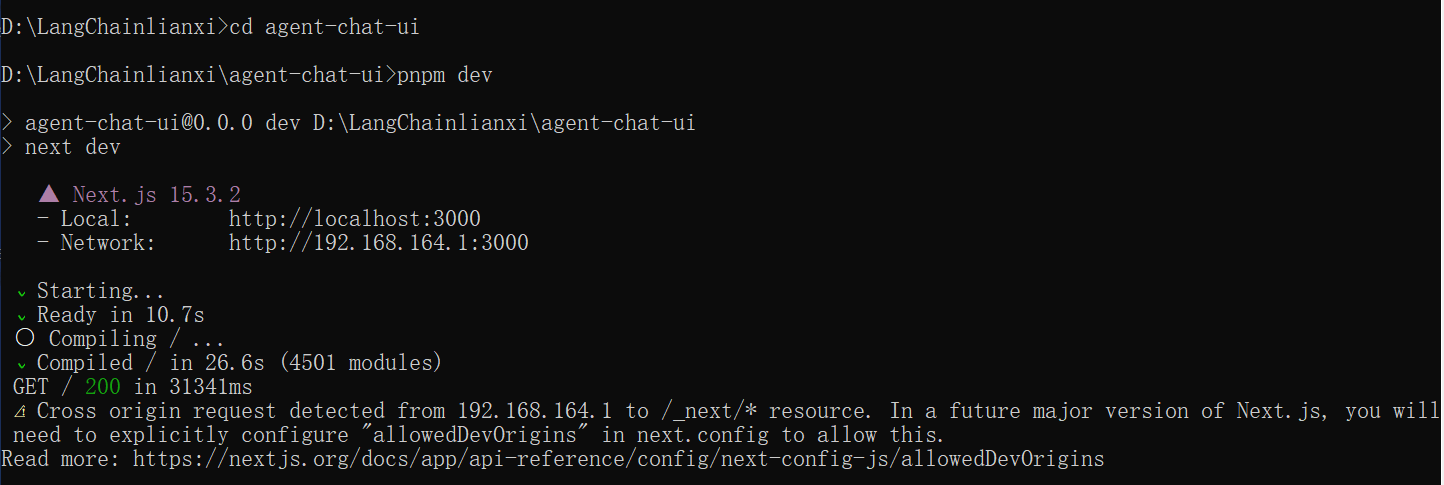 D:\LangChainlianxi>cd agent-chat-ui
D:\LangChainlianxi\agent-chat-ui>pnpm dev
> agent-chat-ui@0.0.0 dev D:\LangChainlianxi\agent-chat-ui
> next dev
▲ Next.js 15.3.2
- Local: http://localhost:3000
- Network: http://192.168.164.1:3000
✓ Starting...
✓ Ready in 10.7s
○ Compiling / ...
✓ Compiled / in 26.6s (4501 modules)
GET / 200 in 31341ms
⚠ Cross origin request detected from 192.168.164.1 to /_next/* resource. In a future major version of Next.js, you will
need to explicitly configure "allowedDevOrigins" in next.config to allow this.
Read more: https://nextjs.org/docs/app/api-reference/config/next-config-js/allowedDevOrigins